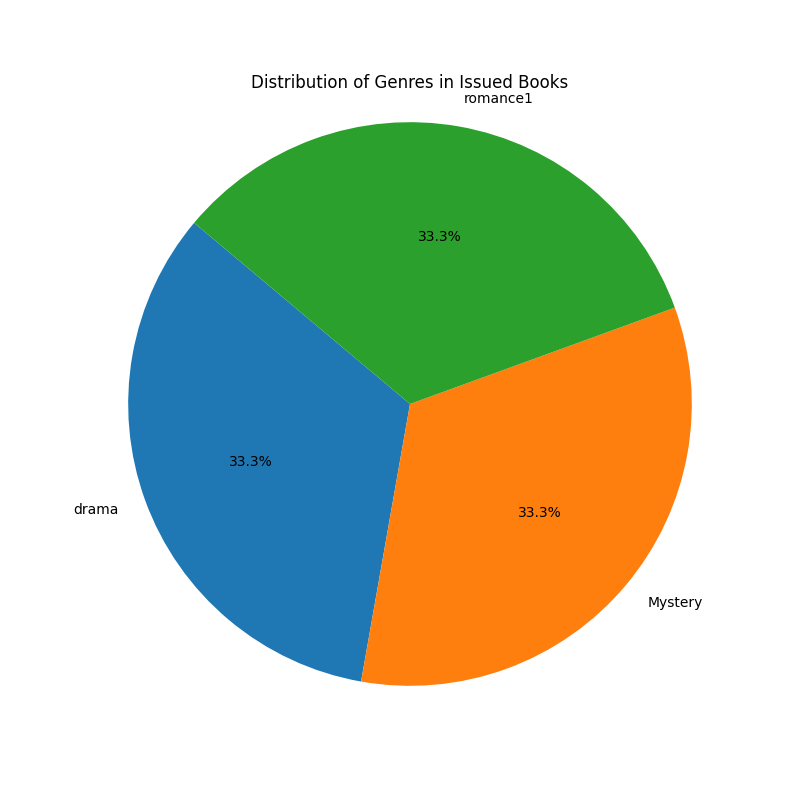 Distribution of Genres in Issued Books
romance1
33.3%
33.3%
drama
33.3%
Mystery